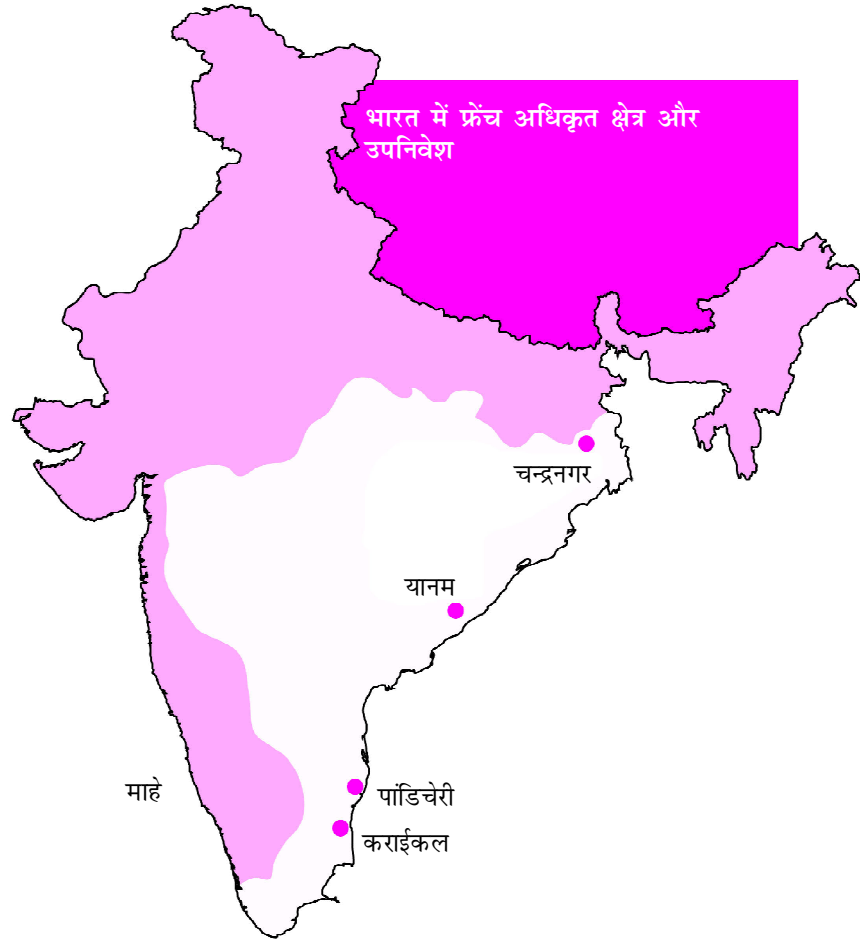 भारत में फ्रेंच अधिकृत क्षेत्र और
उपनिवेश
चन्द्रनगर
यानम
माहे
पांडिचेरी
कराईकल